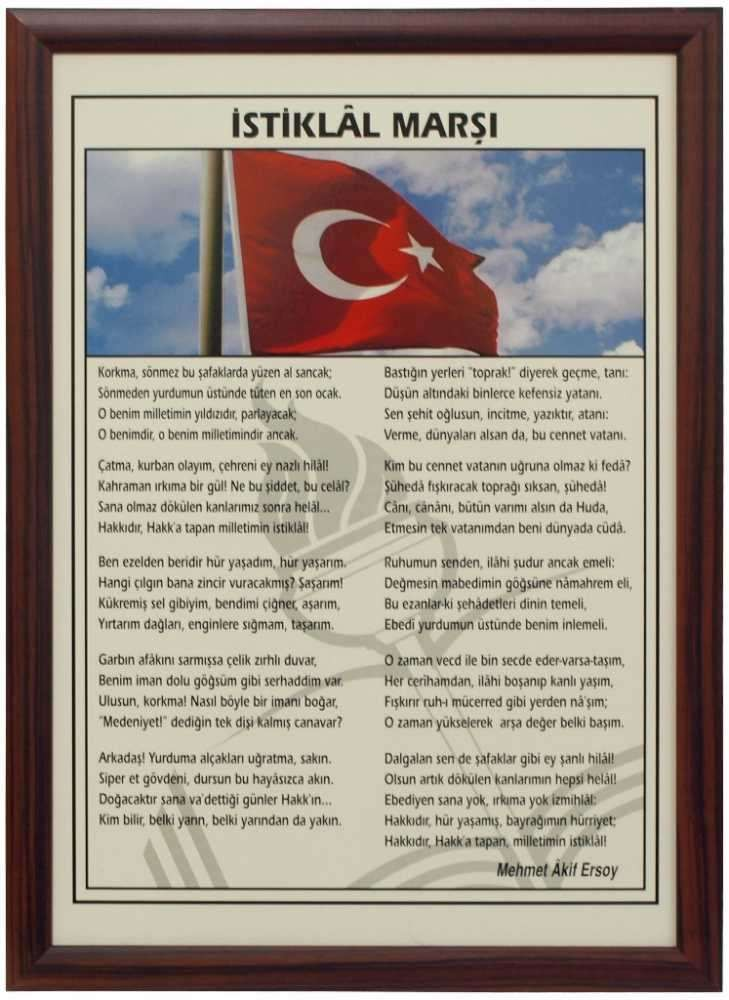 İSTİKLÂL MARŞI
Korkma, sönmez bu şafaklarda yüzen al sancak;
Sönmeden yurdumun üstünde tüten en son ocak.
O benim milletimin yıldızıdır, parlayacak;
O benimdir, o benim milletimindir ancak.
Çatma, kurban olayım, çehreni ey nazlı hilâl!
Kahraman ırkıma bir gül! Ne bu şiddet, bu celâl?
Sana olmaz dökülen kanlarımız sonra helâl...
Hakkıdır, Hakk'a tapan milletimin istiklâl!
Ben ezelden beridir hür yaşadım, hür yaşarım.
Hangi çılgın bana zincir vuracakmış? Şaşarım!
Kükremiş sel gibiyim, bendimi çiğner, aşarım,
Yırtarım dağları, enginlere sığmam, taşarım.
Garbın afâkını sarmışsa çelik zırhlı duvar,
Benim iman dolu göğsüm gibi serhaddim var.
Ulusun, korkma! Nasıl böyle bir imanı boğar,
"Medeniyet!" dediğin tek dişi kalmış canavar?
Arkadaş! Yurduma alçakları uğratma, sakın.
Siper et gövdeni, dursun bu hayâsızca akın.
Doğacaktır sana va'dettiği günler Hakk'ın...
Kim bilir, belki yarın, belki yarından da yakın.
Bastığın yerleri "toprak!" diyerek geçme, tanı:
Düşün altındaki binlerce kefensiz yatanı.
Sen şehit oğlusun, incitme, yazıktır, atanı:
Verme, dünyaları alsan da, bu cennet vatanı.
Kim bu cennet vatanın uğruna olmaz ki fedâ?
Şühedâ fışkıracak toprağı sıksan, şühedâ!
Cânı, cânânı, bütün varımı alsın da Huda,
Etmesin tek vatanımdan beni dünyada cüdâ.
Ruhumun senden, ilâhi şudur ancak emeli:
Değmesin mabedimin göğsüne nâmahrem eli,
Bu ezanlar-ki şehâdetleri dinin temeli,
Ebedî yurdumun üstünde benim inlemeli.
O zaman vecd ile bin secde eder-varsa-taşım,
Her cerihamdan, ilâhi boşanıp kanlı yaşım,
Fışkırır ruh-ı mücerred gibi yerden nâ'şım;
O zaman yükselerek arşa değer belki başım.
Dalgalan sen de şafaklar gibi ey şanlı hilâl!
Olsun artık dökülen kanlarımın hepsi helâl!
Ebediyen sana yok, ırkıma yok izmihlâl:
Hakkıdır, hür yaşamış, bayrağımın hürriyet;
Hakkıdır, Hakk'a tapan, milletimin istiklâl!
Mehmet Âkif Ersoy